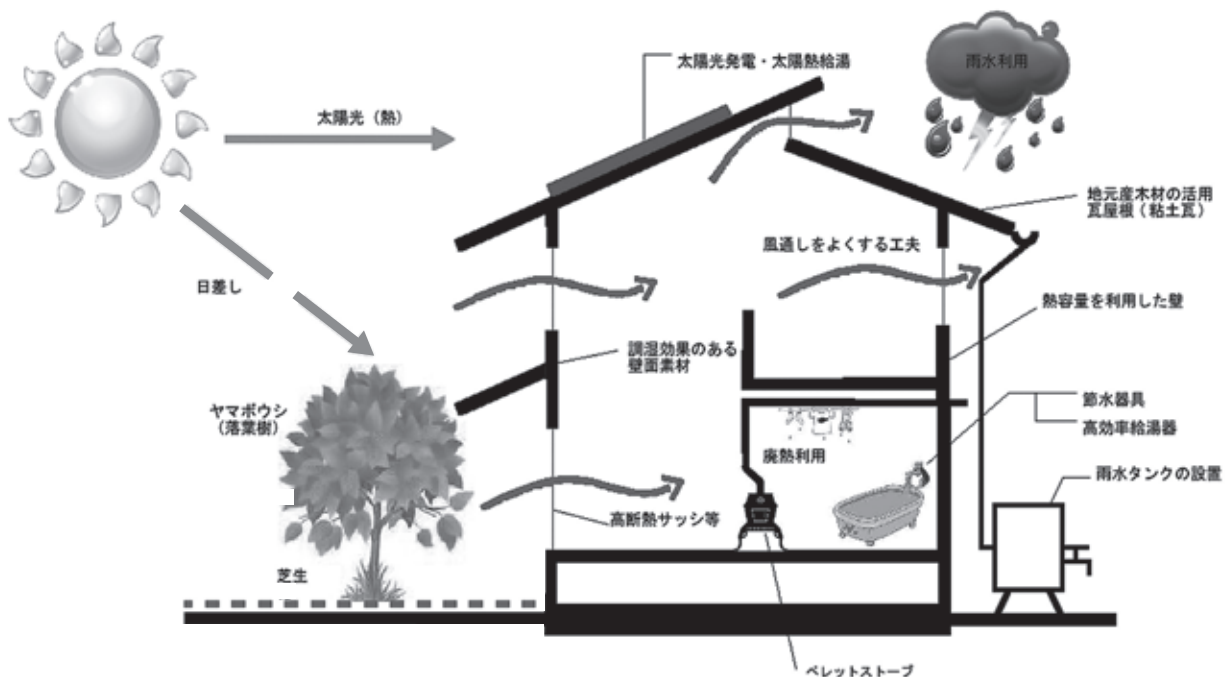 太陽光発電・太陽熱給湯
雨水利用
太陽光（熱）
地元産木材の活用
瓦屋根（粘土瓦）
風通しをよくする工夫
日差し
熱容量を利用した壁
調湿効果のある
壁面素材
節水器具
ヤマボウシ
（落葉樹）
高効率給湯器
廃熱利用
雨水タンクの設置
高断熱サッシ等
芝生
ペレットストーブ